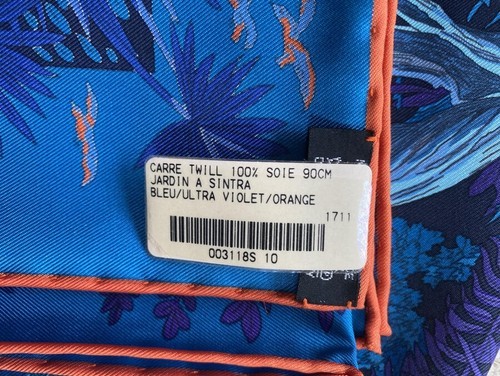 CARRE TWILL 100% SOIE 90CM
JARDIN A SINTRA
BLEU/ULTRA VIOLET/ORANGE
1711
003118S 10